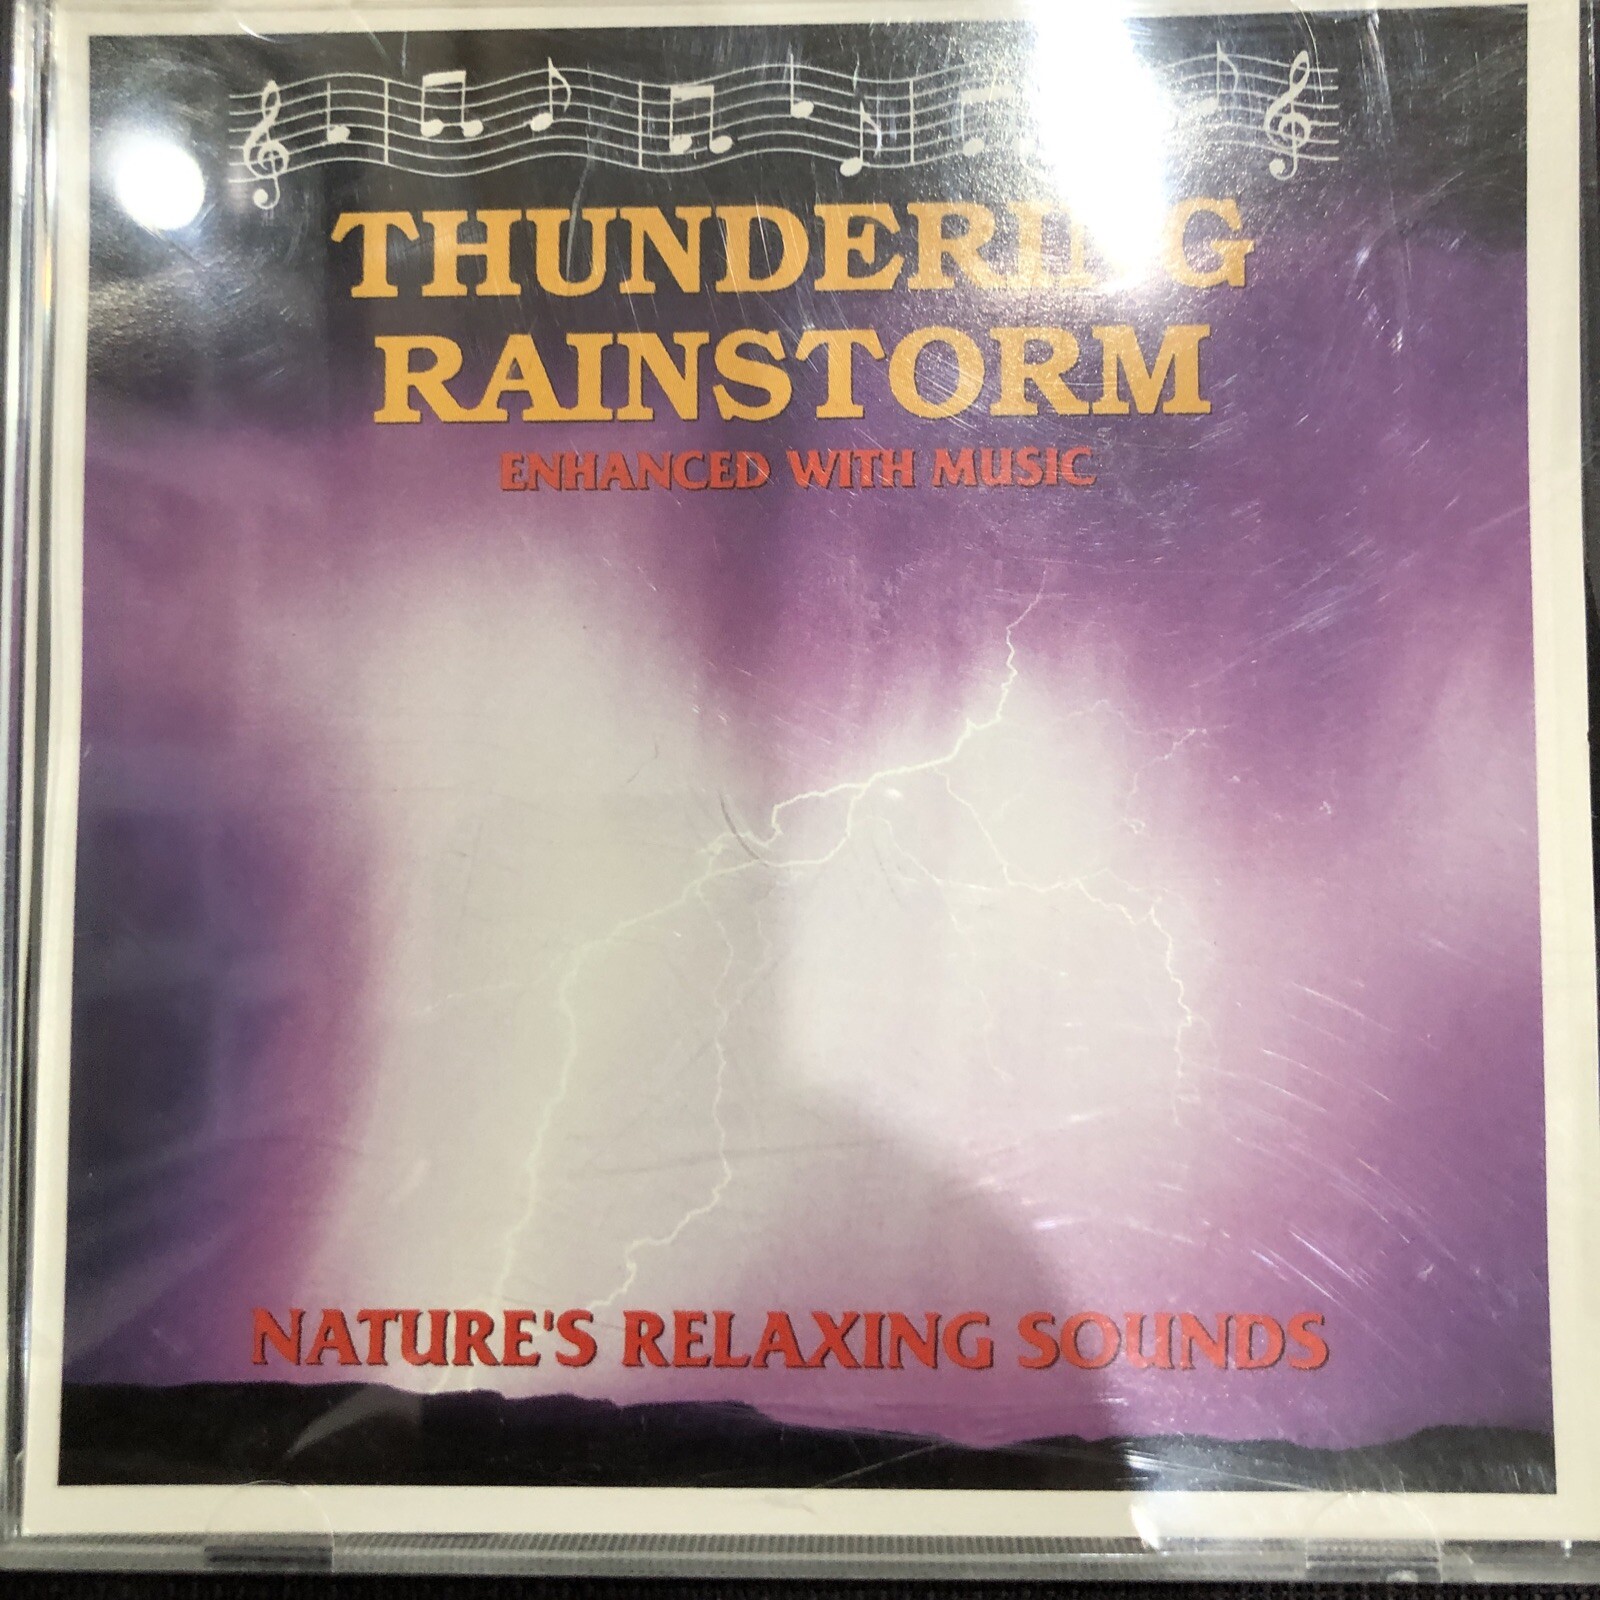 THUNDERING
RAINSTORM
ENHANCED WITH MUSIC
NATURE'S RELAXING SOUNDS